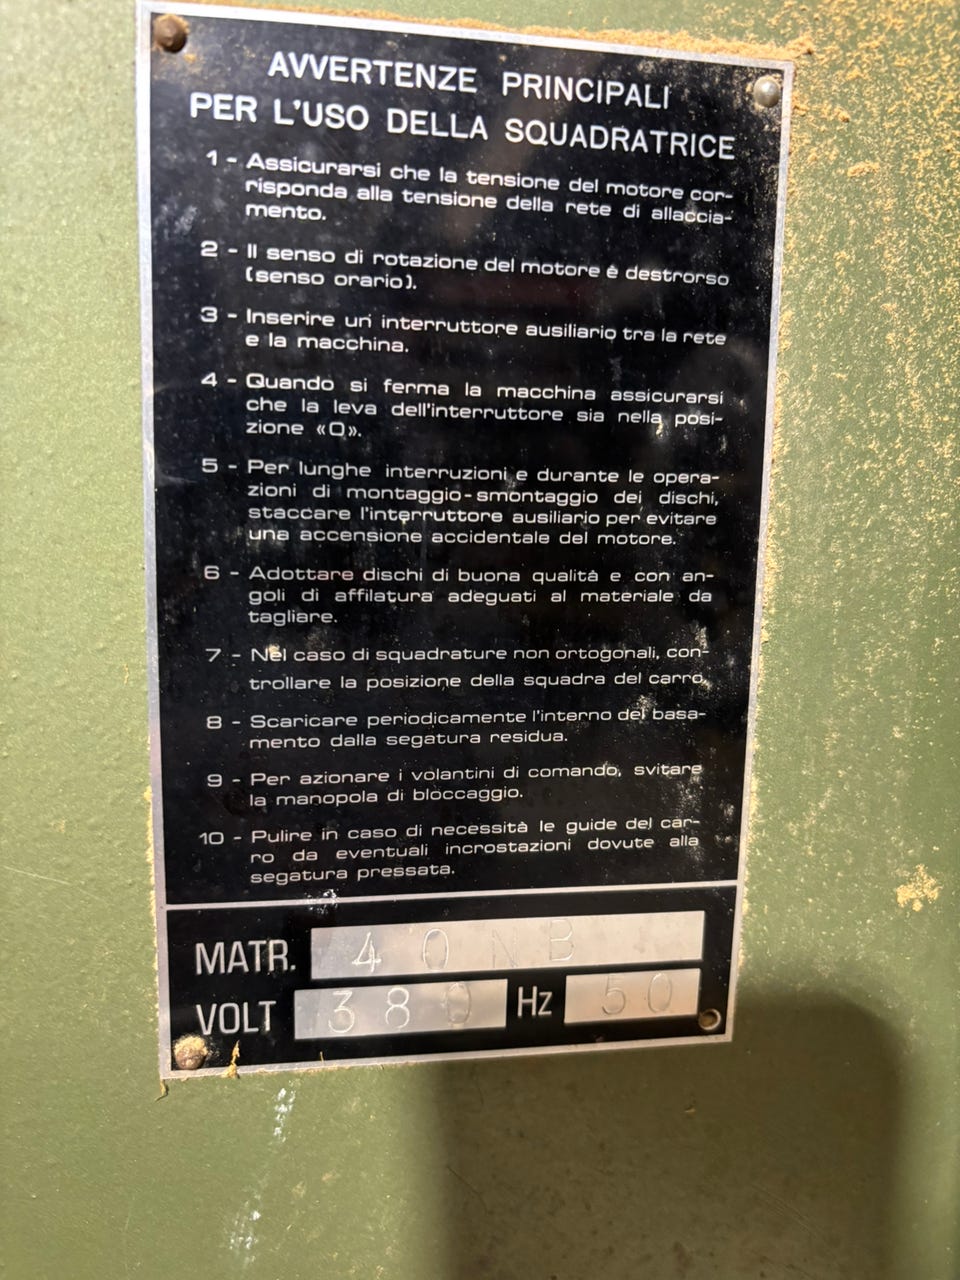 AVVERTENZE PRINCIPALI
PER L'USO DELLA SQUADRATRICE
1 - Assicurarsi che la tensione del motore cor-
risponda alla tensione della rete di allaccia-
mento.
2 - Il senso di rotazione del motore è destrorso
(senso orario).
3 - Inserire un interruttore ausiliario tra la rete
e la macchina.
4 - Quando si ferma la macchina assicurarsi
che la leva dell'interruttore sia nella posi-
zione «O».
5 - Per lunghe interruzioni e durante le opera-
zioni di montaggio-smontaggio dei dischi,
staccare l'interruttore ausiliario per evitare
una accensione accidentale del motore.
6 - Adottare dischi di buona qualità e con an-
goli di affilatura adeguati al materiale da
tagliare.
7 - Nel caso di squadrature non ortogonali, con-
trollare la posizione della squadra del carro.
8 - Scaricare periodicamente l'interno del basa-
mento dalla segatura residua.
9 - Per azionare i volantini di comando, svitare
la manopola di bloccaggio.
10 - Pulire in caso di necessità le guide del car-
ro da eventuali incrostazioni dovute alla
segatura pressata.
MATR. 40NB
VOLT 380 Hz 50